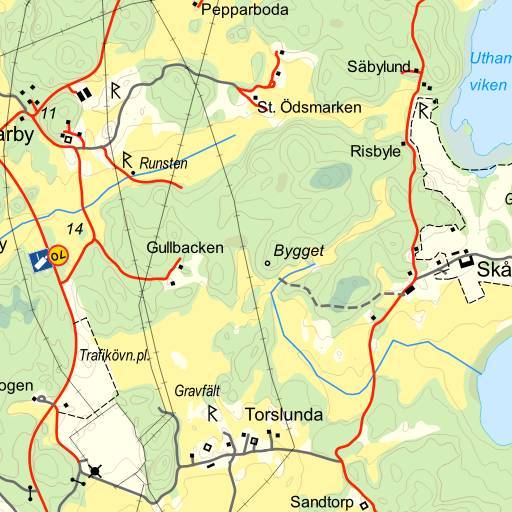 Pepparboda
Säbylund
Utham
viken
11
St. Ödsmarken
arby
Risbyle
Runsten
14
Gullbacken
Bygget
70
Skå
Trafikövn.pl.
ogen
Gravfält
Torslunda
Sandtorp